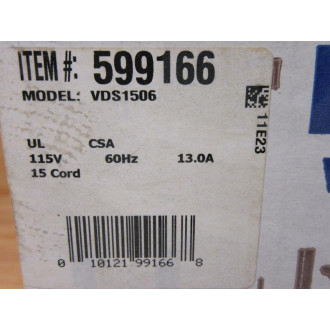 ITEM #: 599166
MODEL: VDS1506
11E23
UL CSA
115V 60Hz 13.0A
15 Cord
0 10121 99166 8